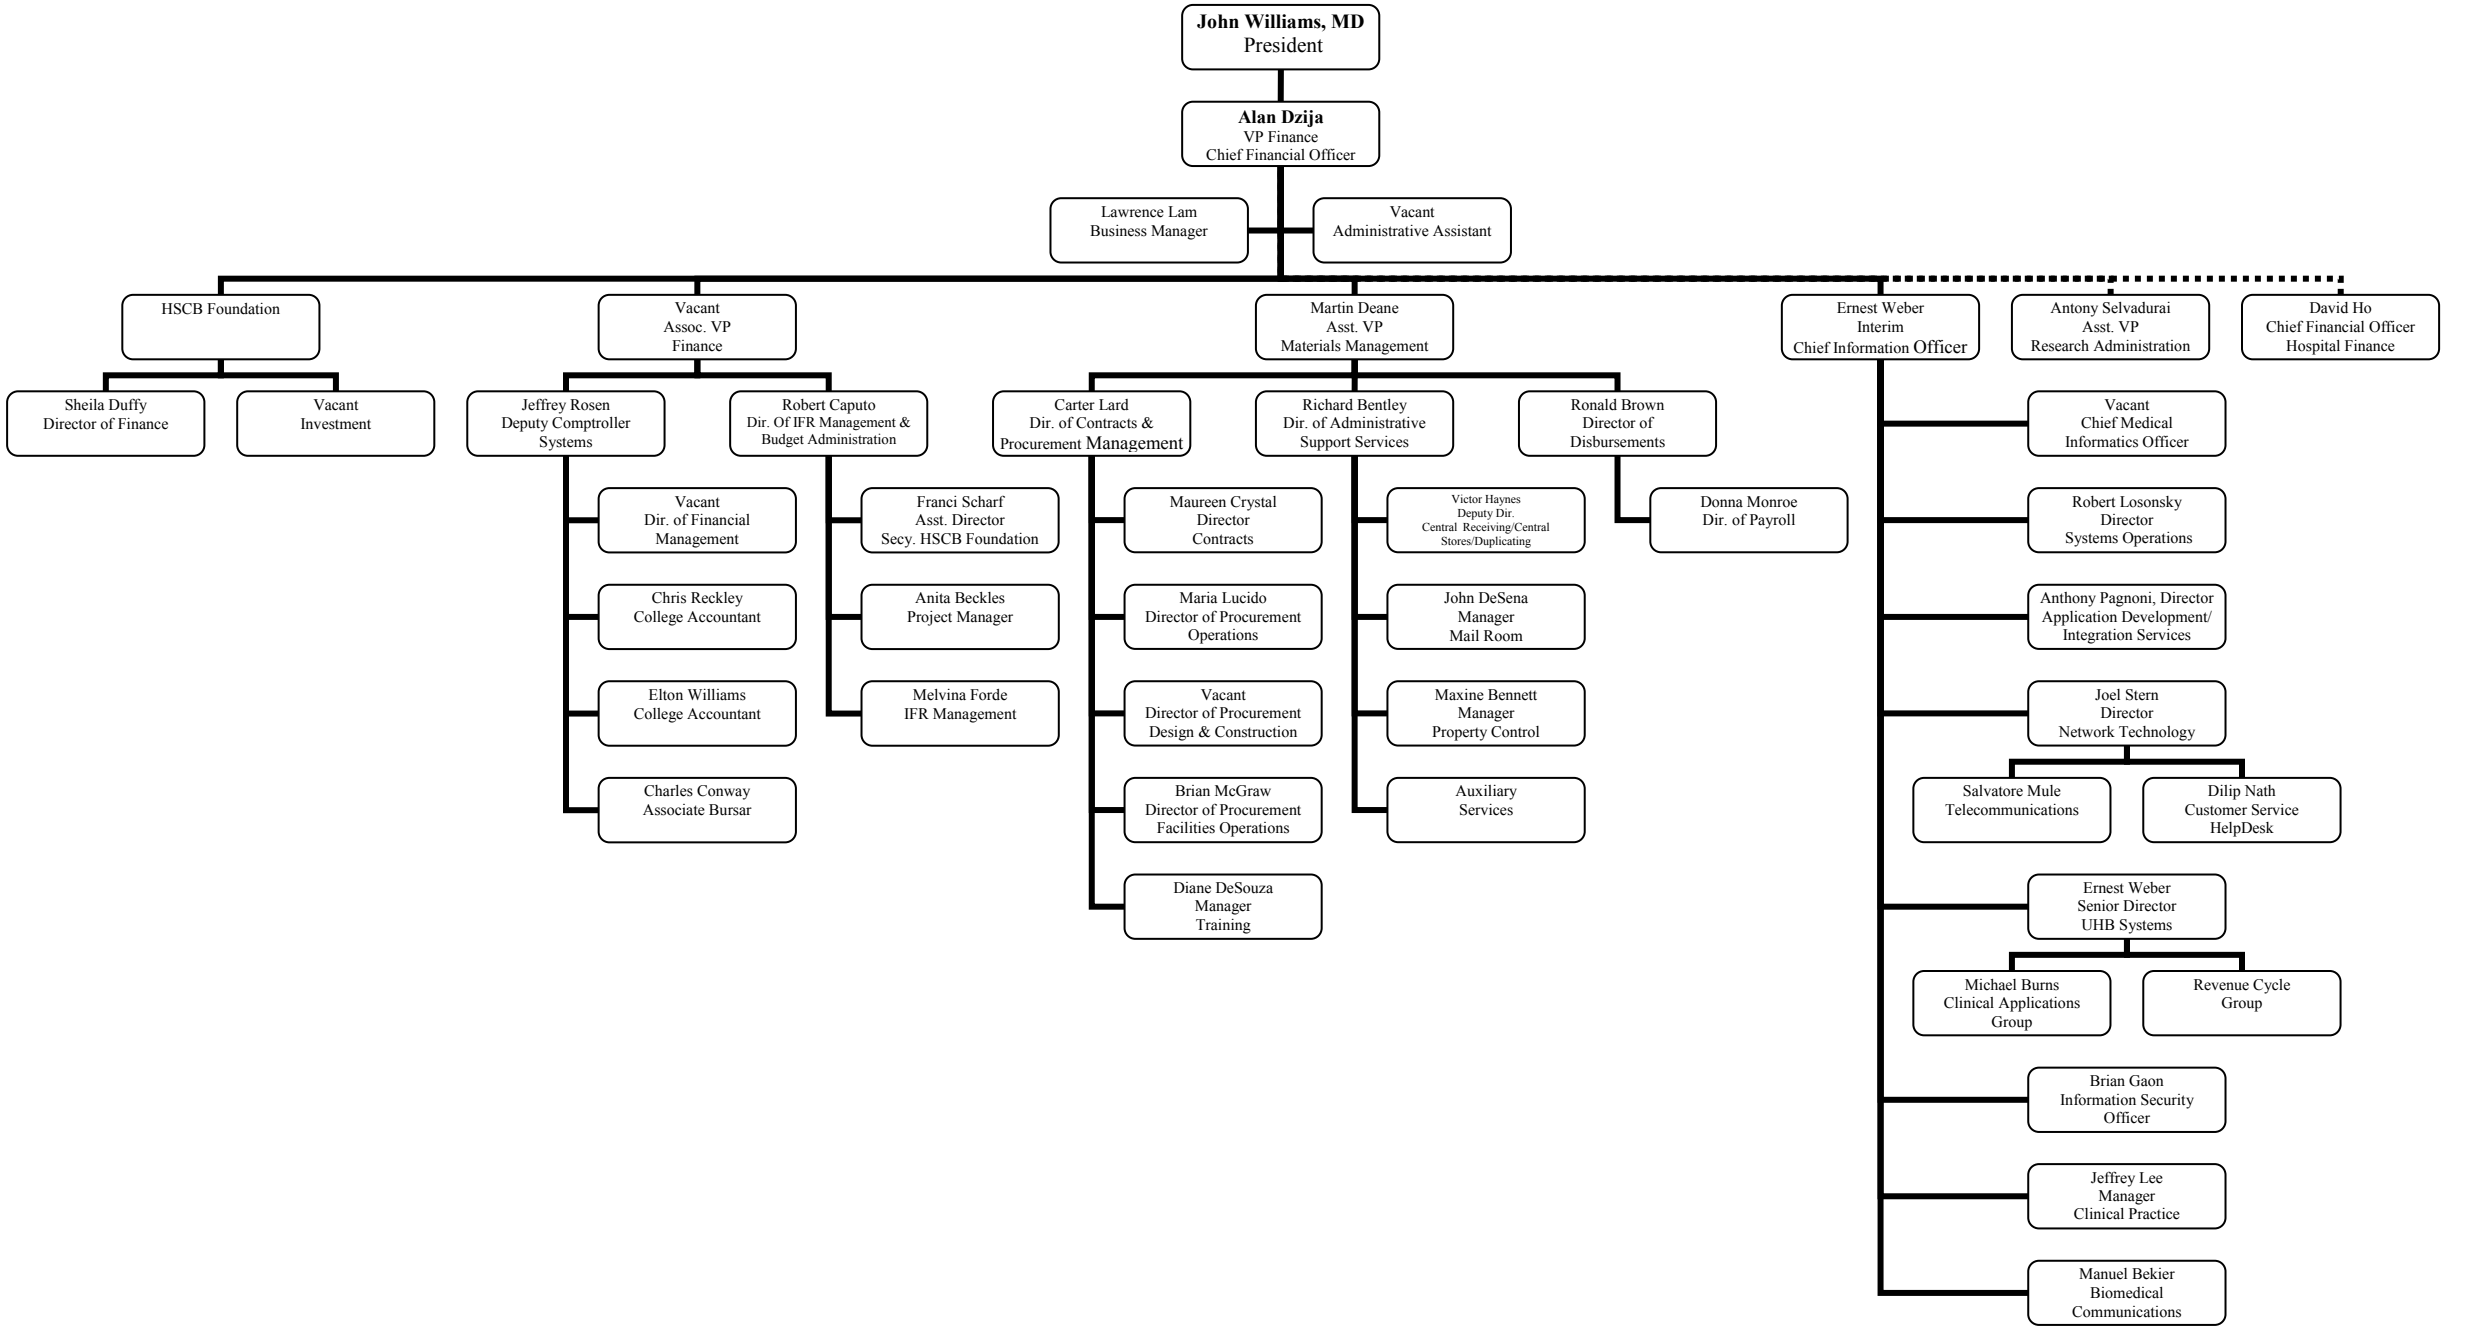 John Williams, MD
President
Alan Dzija
VP Finance
Chief Financial Officer
Lawrence Lam
Business Manager
Vacant
Administrative Assistant
HSCB Foundation
Vacant
Assoc. VP
Finance
Martin Deane
Asst. VP
Materials Management
Ernest Weber
Interim
Chief Information Officer
Antony Selvadurai
Asst. VP
Research Administration
David Ho
Chief Financial Officer
Hospital Finance
Sheila Duffy
Director of Finance
Vacant
Investment
Jeffrey Rosen
Deputy Comptroller
Systems
Robert Caputo
Dir. Of IFR Management &
Budget Administration
Carter Lard
Dir. of Contracts &
Procurement Management
Richard Bentley
Dir. of Administrative
Support Services
Ronald Brown
Director of
Disbursements
Vacant
Chief Medical
Informatics Officer
Vacant
Dir. of Financial
Management
Franci Scharf
Asst. Director
Secy. HSCB Foundation
Maureen Crystal
Director
Contracts
Victor Haynes
Deputy Dir.
Central Receiving/Central
Stores/Duplicating
Donna Monroe
Dir. of Payroll
Robert Losonsky
Director
Systems Operations
Chris Reckley
College Accountant
Anita Beckles
Project Manager
Maria Lucido
Director of Procurement
Operations
John DeSena
Manager
Mail Room
Anthony Pagnoni, Director
Application Development/
Integration Services
Elton Williams
College Accountant
Melvina Forde
IFR Management
Vacant
Director of Procurement
Design & Construction
Maxine Bennett
Manager
Property Control
Joel Stern
Director
Network Technology
Charles Conway
Associate Bursar
Brian McGraw
Director of Procurement
Facilities Operations
Auxiliary
Services
Salvatore Mule
Telecommunications
Dilip Nath
Customer Service
HelpDesk
Diane DeSouza
Manager
Training
Ernest Weber
Senior Director
UHB Systems
Michael Burns
Clinical Applications
Group
Revenue Cycle
Group
Brian Gaon
Information Security
Officer
Jeffrey Lee
Manager
Clinical Practice
Manuel Bekier
Biomedical
Communications